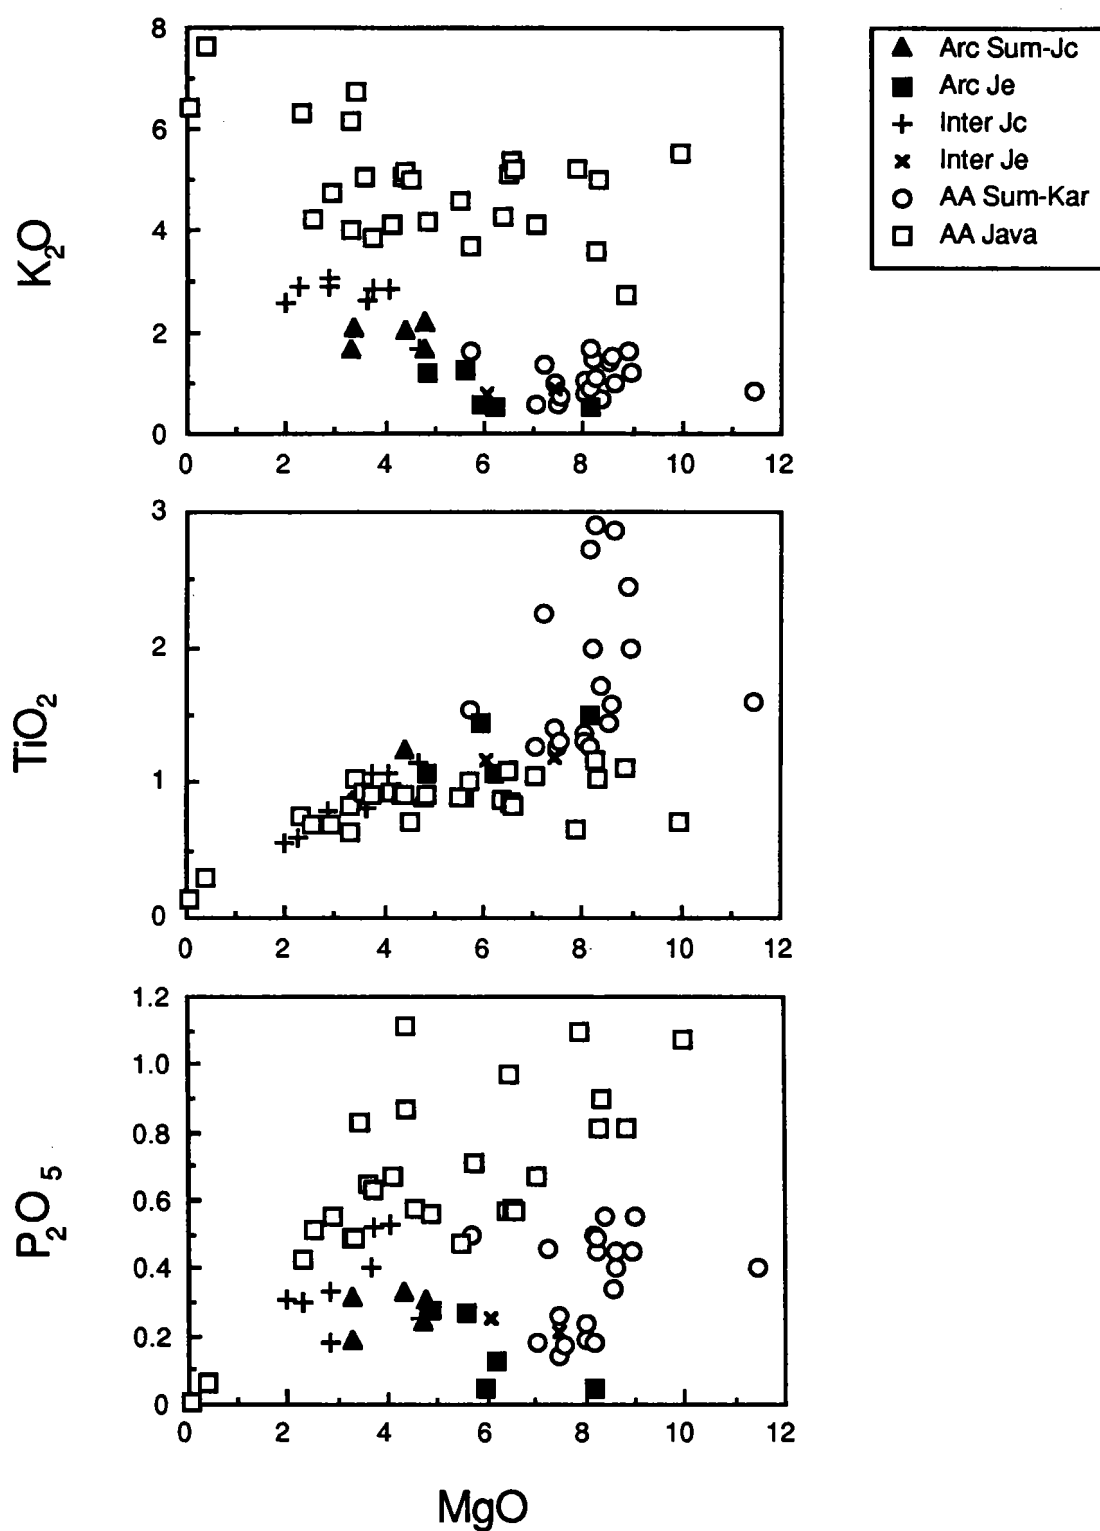 8
6
4
2
0
K2O
0 2 4 6 8 10 12
Arc Sum-Jc
Arc Je
Inter Jc
Inter Je
AA Sum-Kar
AA Java
3
2
1
0
TiO2
0 2 4 6 8 10 12
1.2
1.0
0.8
0.6
0.4
0.2
0
P2O5
0 2 4 6 8 10 12
MgO